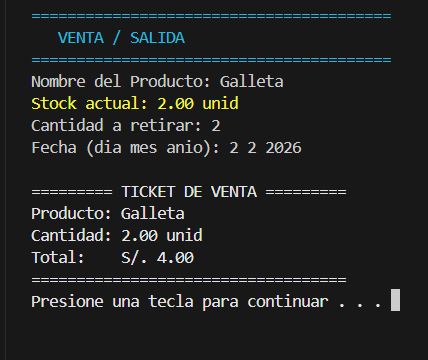 ========================================
VENTA / SALIDA
========================================
Nombre del Producto: Galleta
Stock actual: 2.00 unid
Cantidad a retirar: 2
Fecha (dia mes anio): 2 2 2026
========= TICKET DE VENTA =========
Producto: Galleta
Cantidad: 2.00 unid
Total:    S/. 4.00
===================================
Presione una tecla para continuar . . .